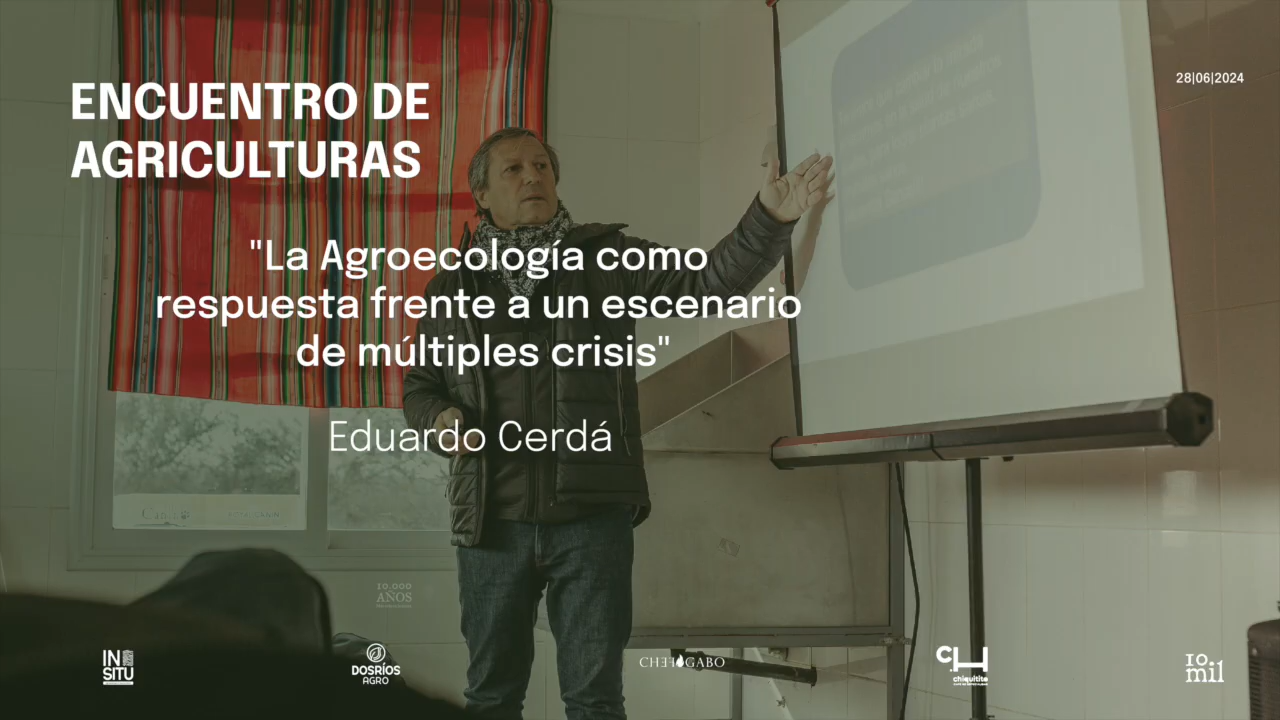 ENCUENTRO DE
AGRICULTURAS
28|06|2024
"La Agroecología como
respuesta frente a un escenario
de múltiples crisis"
Eduardo Cerdá
10.000
AÑOS
IN
SITU
DOSRÍOS
AGRO
CHEF GABO
CH
chiquitite
10
mil